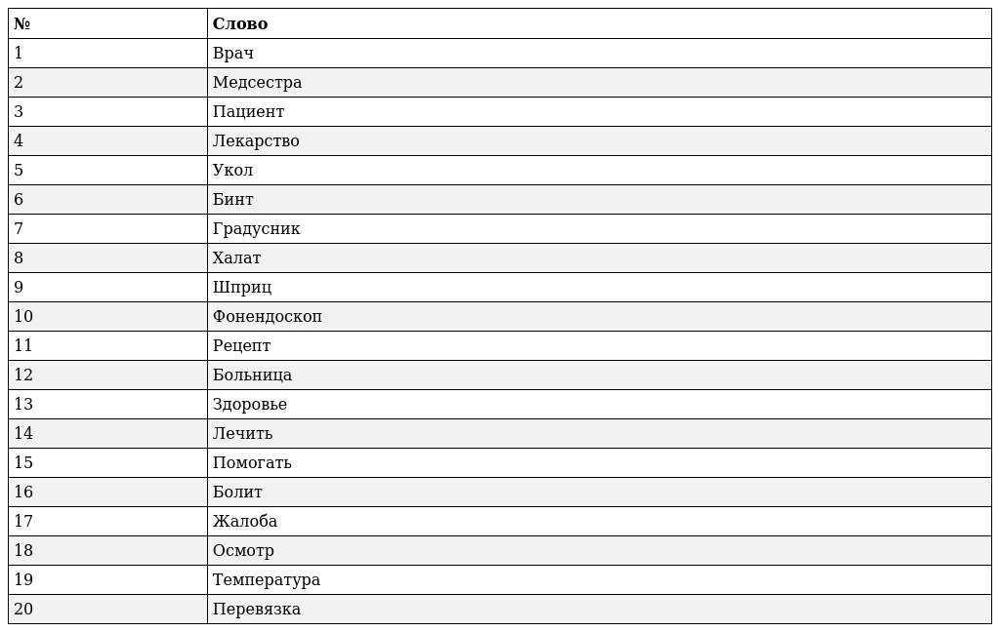 № Слово
1 Врач
2 Медсестра
3 Пациент
4 Лекарство
5 Укол
6 Бинт
7 Градусник
8 Халат
9 Шприц
10 Фонендоскоп
11 Рецепт
12 Больница
13 Здоровье
14 Лечить
15 Помогать
16 Болит
17 Жалоба
18 Осмотр
19 Температура
20 Перевязка